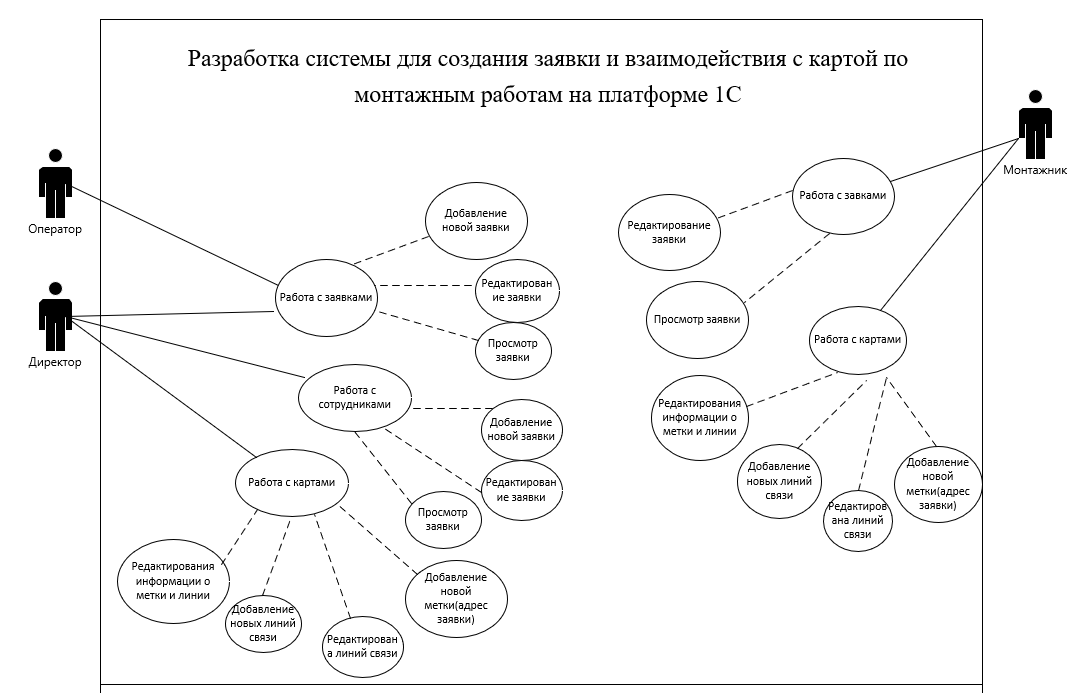 Разработка системы для создания заявки и взаимодействия с картой по
монтажным работам на платформе 1С
Оператор
Директор
Монтажник
Работа с заявками
Добавление
новой заявки
Редактирован
ие заявки
Просмотр
заявки
Работа с
сотрудниками
Добавление
новой заявки
Редактирован
ие заявки
Просмотр
заявки
Работа с картами
Редактирования
информации о
метки и линии
Добавление
новых линий
связи
Редактирован
а линий связи
Добавление
новой
метки(адрес
заявки)
Работа с завками
Редактирование
заявки
Просмотр заявки
Работа с картами
Редактирования
информации о
метки и линии
Добавление
новых линий
связи
Редактиров
ана линий
связи
Добавление
новой
метки(адрес
заявки)